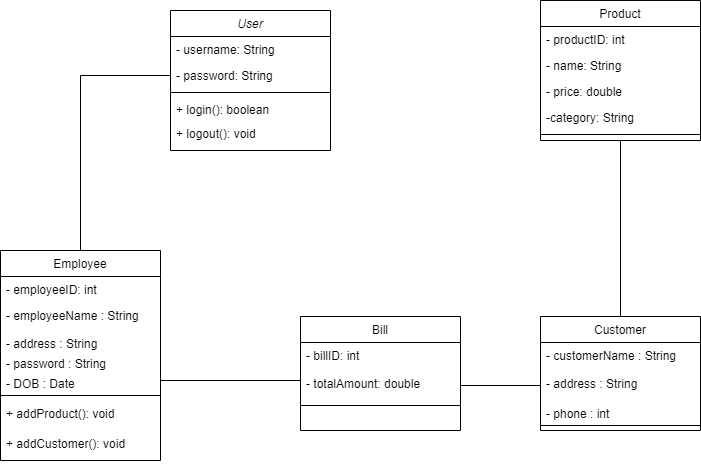 User
- username: String
- password: String
+ login(): boolean
+ logout(): void
Product
- productID: int
- name: String
- price: double
-category: String
Employee
- employeeID: int
- employeeName : String
- address : String
- password : String
- DOB : Date
+ addProduct(): void
+ addCustomer(): void
Bill
- billID: int
- totalAmount: double
Customer
- customerName : String
- address : String
- phone : int